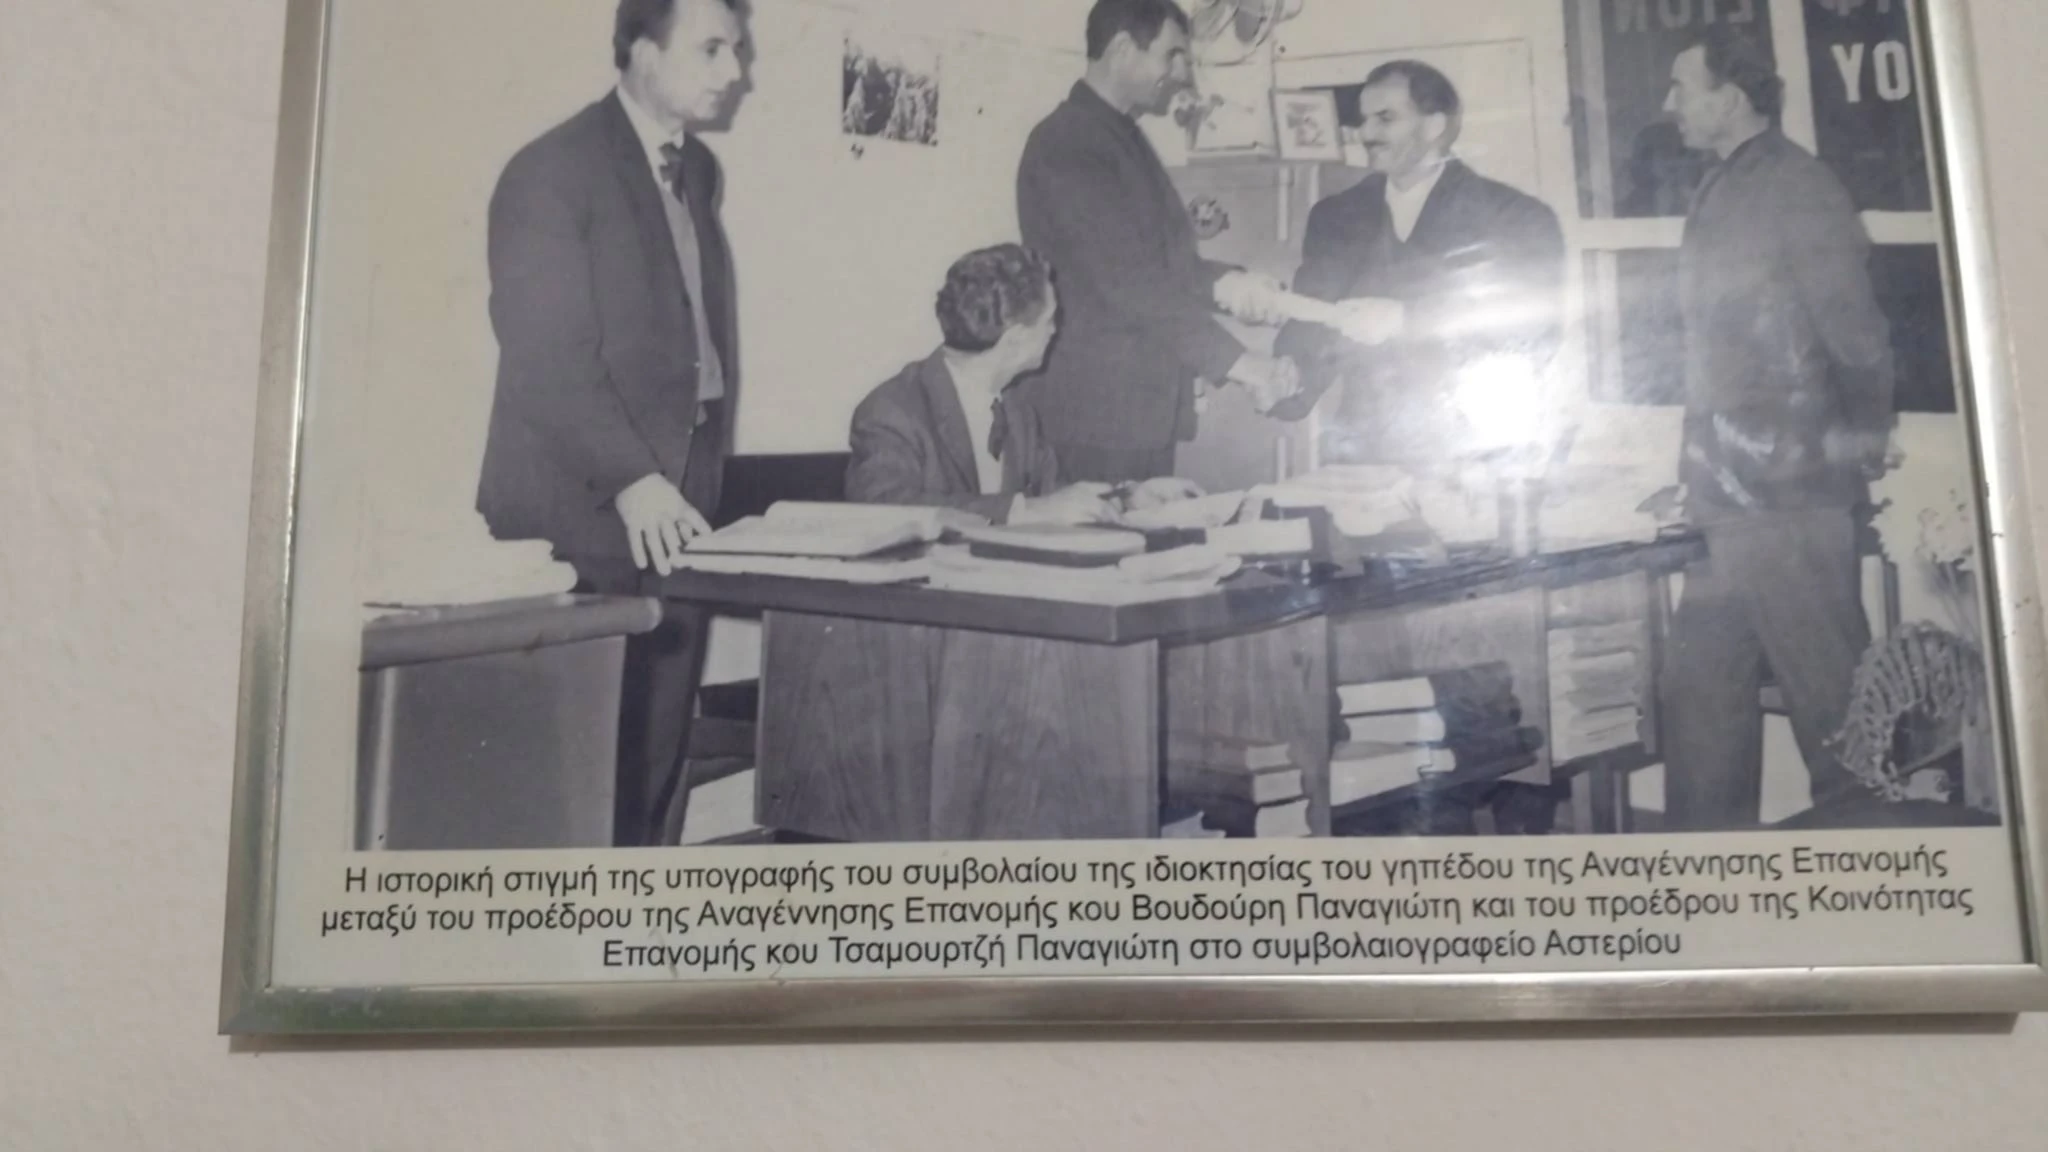 ΥΟ
Η ιστορική στιγμή της υπογραφής του συμβολαίου της ιδιοκτησίας του γηπέδου της Αναγέννησης Επανομής
μεταξύ του προέδρου της Αναγέννησης Επανομής κου Βουδούρη Παναγιώτη και του προέδρου της Κοινότητας
Επανομής κου Τσαμουρτζή Παναγιώτη στο συμβολαιογραφείο Αστερίου